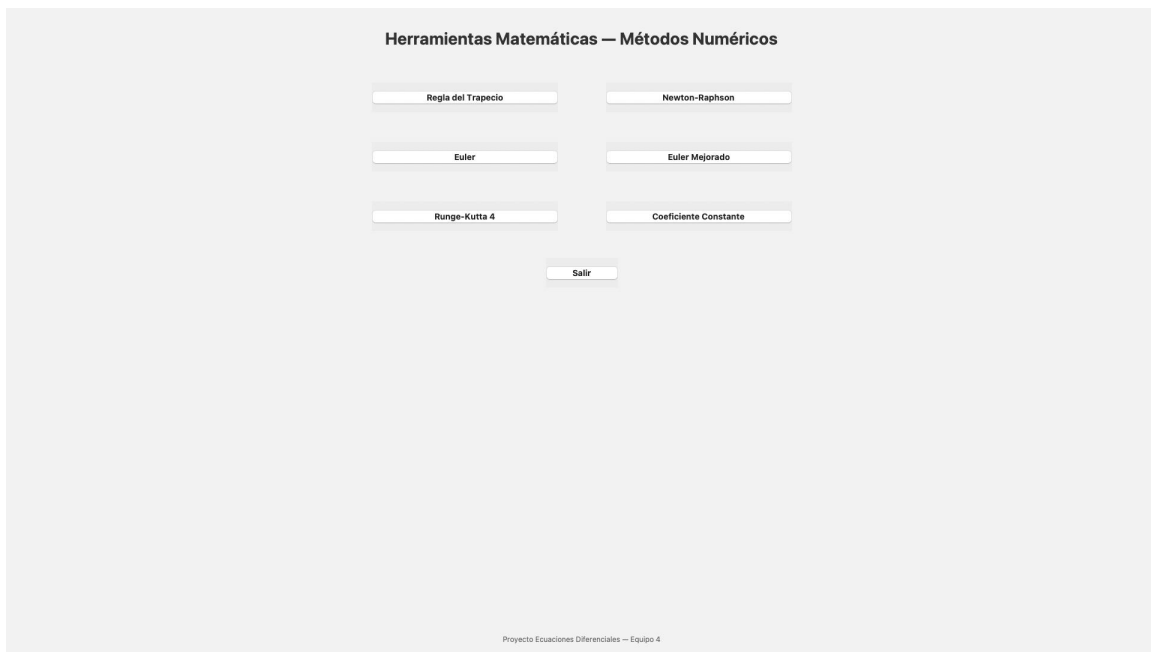 Herramientas Matemáticas — Métodos Numéricos
Regla del Trapecio
Newton-Raphson
Euler
Euler Mejorado
Runge-Kutta 4
Coeficiente Constante
Salir
Proyecto Ecuaciones Diferenciales — Equipo 4